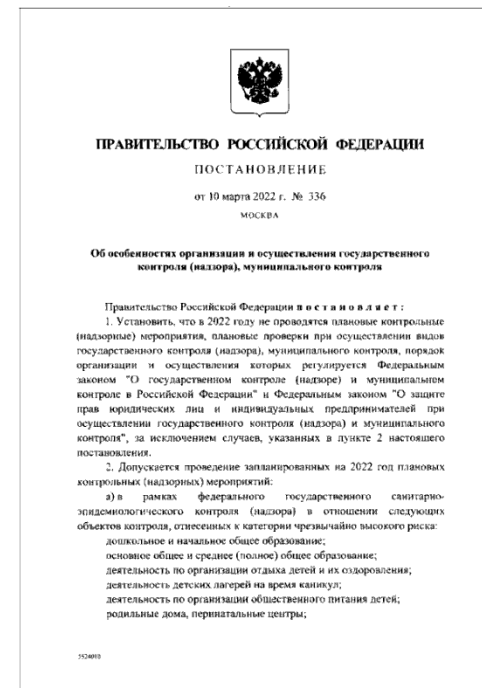 ПРАВИТЕЛЬСТВО РОССИЙСКОЙ ФЕДЕРАЦИИ
ПОСТАНОВЛЕНИЕ
от 10 марта 2022 г. № 336
МОСКВА
Об особенностях организации и осуществления государственного
контроля (надзора), муниципального контроля
Правительство Российской Федерации постановляет:
1. Установить, что в 2022 году не проводятся плановые контрольные
(надзорные) мероприятия, плановые проверки при осуществлении видов
государственного контроля (надзора), муниципального контроля, порядок
организации и осуществления которых регулируется Федеральным
законом "О государственном контроле (надзоре) и муниципальном
контроле в Российской Федерации" и Федеральным законом "О защите
прав юридических лиц и индивидуальных предпринимателей при
осуществлении государственного контроля (надзора) и муниципального
контроля", за исключением случаев, указанных в пункте 2 настоящего
постановления.
2. Допускается проведение запланированных на 2022 год плановых
контрольных (надзорных) мероприятий:
а) в рамках федерального государственного санитарно-
эпидемиологического контроля (надзора) в отношении следующих
объектов контроля, отнесенных к категории чрезвычайно высокого риска:
дошкольное и начальное общее образование;
основное общее и среднее (полное) общее образование;
деятельность по организации отдыха детей и их оздоровления;
деятельность детских лагерей на время каникул;
деятельность по организации общественного питания детей;
родильные дома, перинатальные центры;